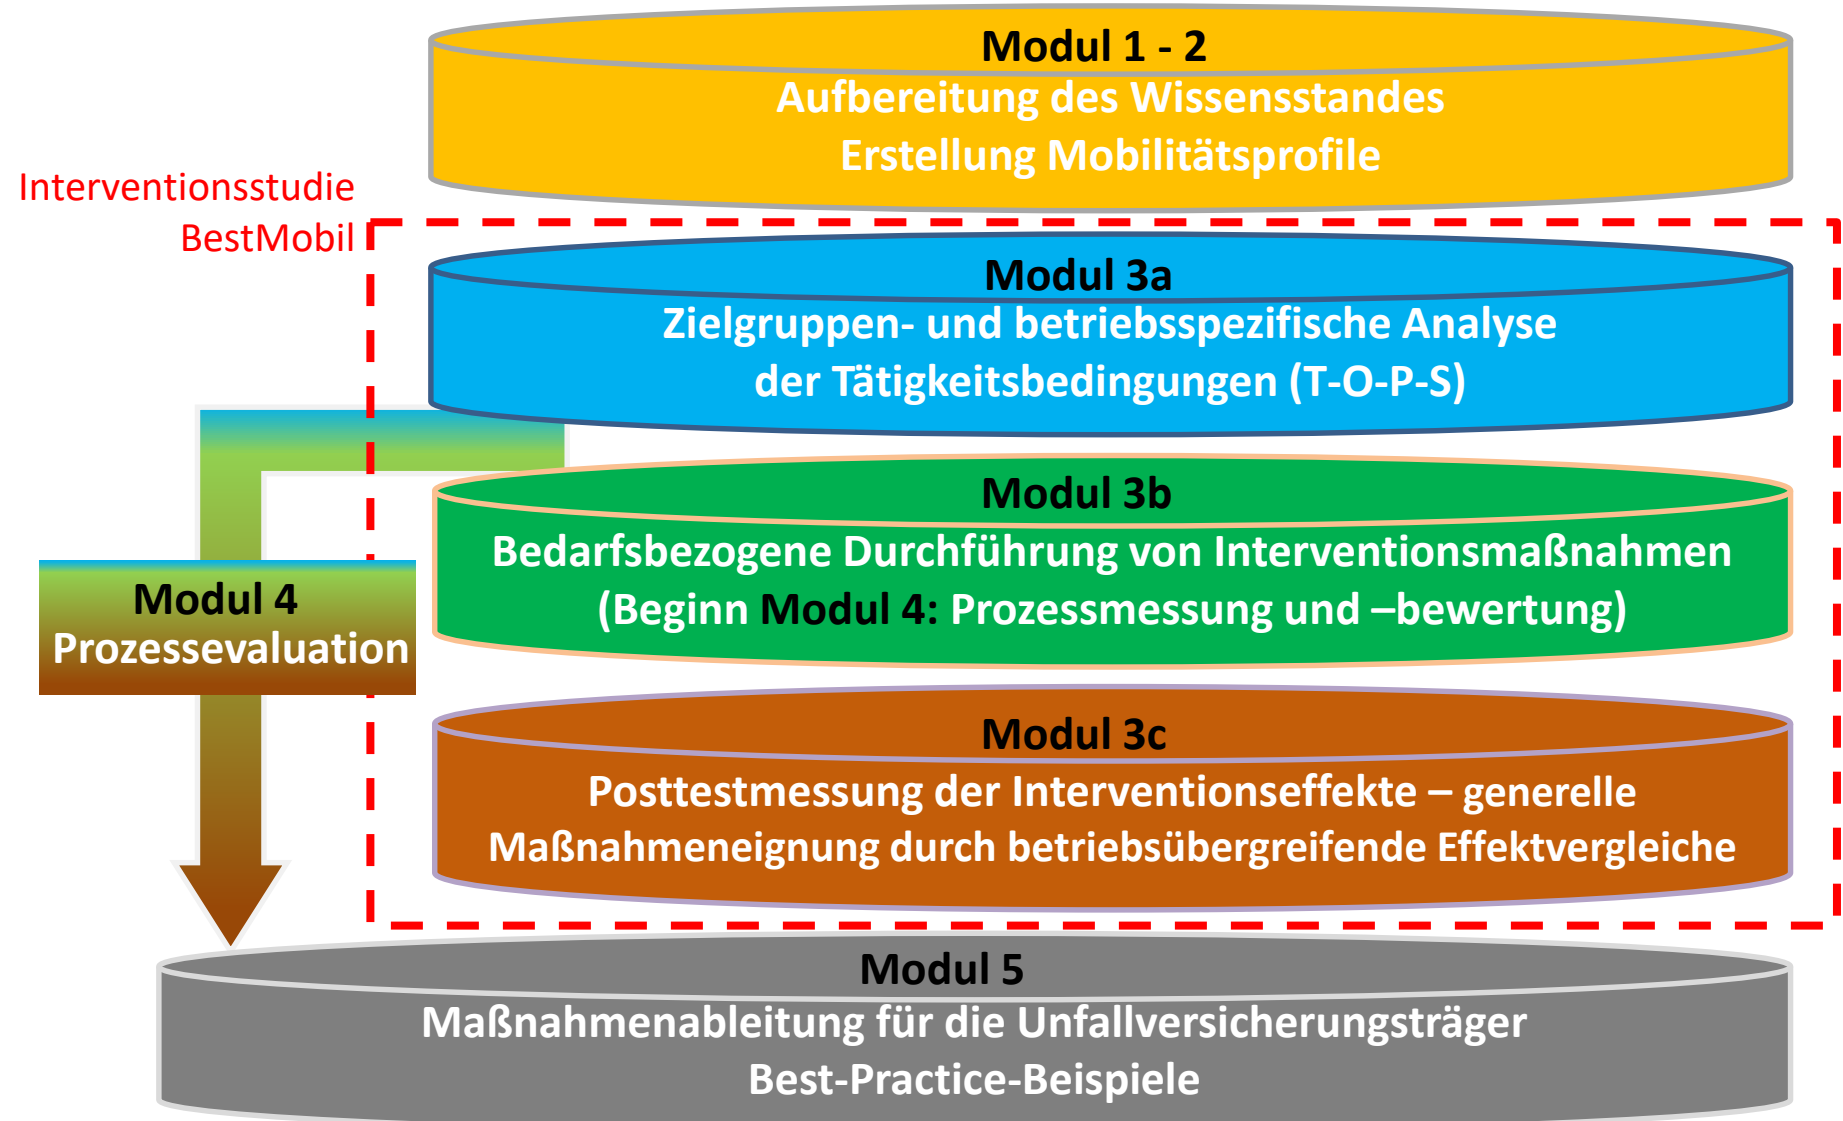 Modul 1 - 2
Aufbereitung des Wissensstandes
Erstellung Mobilitätsprofile
Interventionsstudie
BestMobil
Modul 3a
Zielgruppen- und betriebsspezifische Analyse
der Tätigkeitsbedingungen (T-O-P-S)
Modul 3b
Bedarfsbezogene Durchführung von Interventionsmaßnahmen
(Beginn Modul 4: Prozessmessung und –bewertung)
Modul 4
Prozessevaluation
Modul 3c
Posttestmessung der Interventionseffekte – generelle
Maßnahmeneignung durch betriebsübergreifende Effektvergleiche
Modul 5
Maßnahmenableitung für die Unfallversicherungsträger
Best-Practice-Beispiele